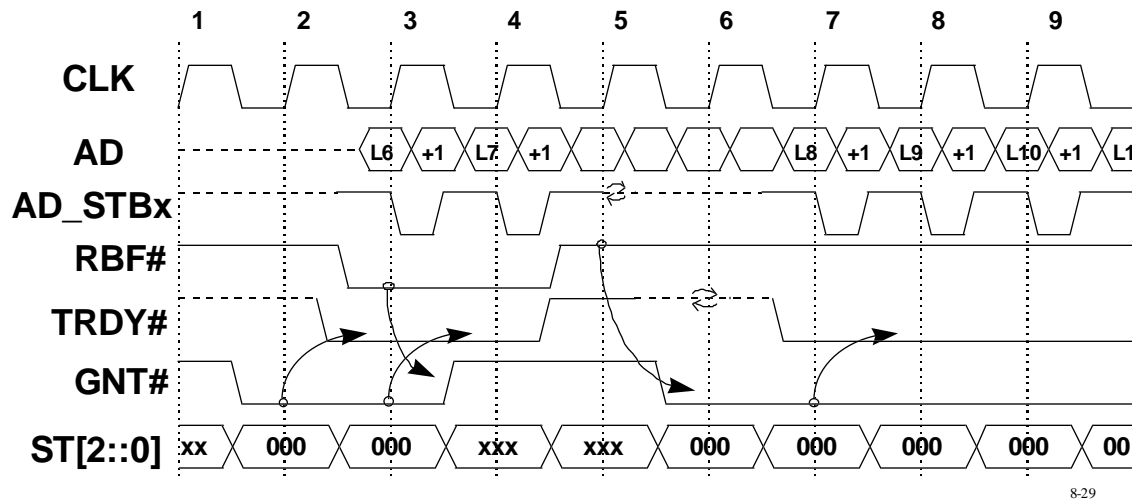 1 2 3 4 5 6 7 8 9
CLK
AD L6 +1 L7 +1 L8 +1 L9 +1 L10 +1 L1
AD_STBx
RBF#
TRDY#
GNT#
ST[2::0] xx 000 000 xxx xxx 000 000 000 000 00
8-29